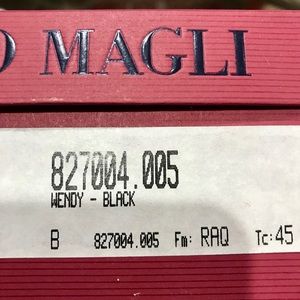 O MAGLI
827004.005
WENDY - BLACK
B 827004.005 Fm: RAQ Tc:45